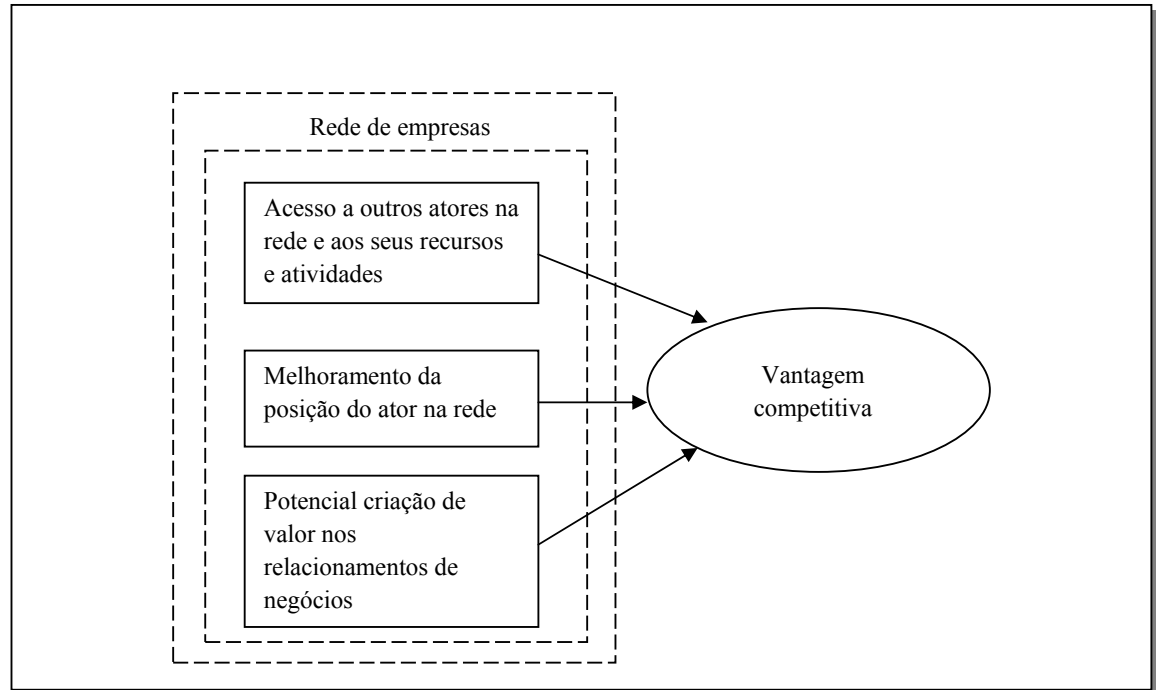 Rede de empresas
Acesso a outros atores na
rede e aos seus recursos
e atividades
Melhoramento da
posição do ator na rede
Potencial criação de
valor nos
relacionamentos de
negócios
Vantagem
competitiva